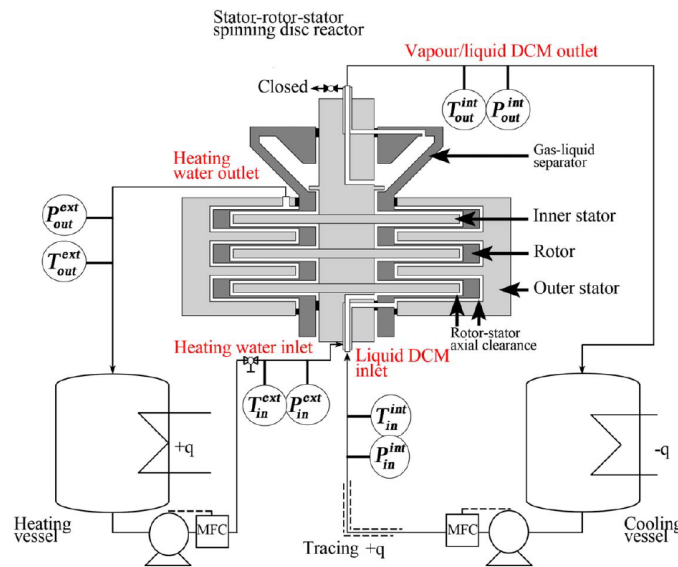 Stator-rotor-stator
spinning disc reactor
Vapour/liquid DCM outlet
Closed
T_out^int
P_out^int
Gas-liquid
separator
Heating
water outlet
P_out^ext
T_out^ext
Inner stator
Rotor
Outer stator
Rotor-stator
axial clearance
Heating water inlet
Liquid DCM
inlet
T_in^ext
P_in^ext
T_in^int
P_in^int
+q
-q
Heating
vessel
MFC
Tracing +q
MFC
Cooling
vessel